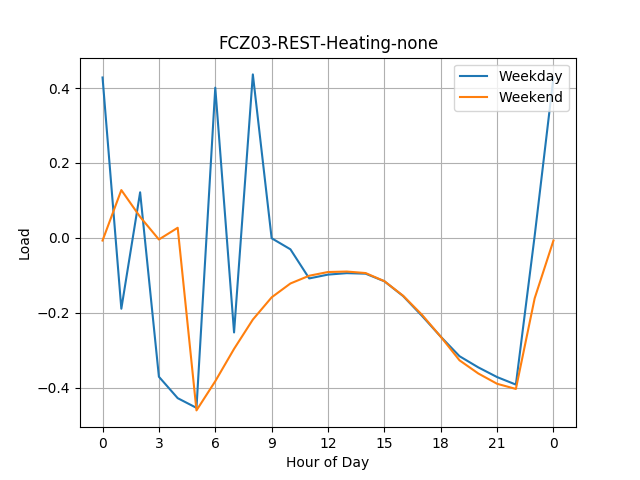 FCZ03-REST-Heating-none
Weekday
Weekend
Load
0.4
0.2
0.0
−0.2
−0.4
0 3 6 9 12 15 18 21 0
Hour of Day